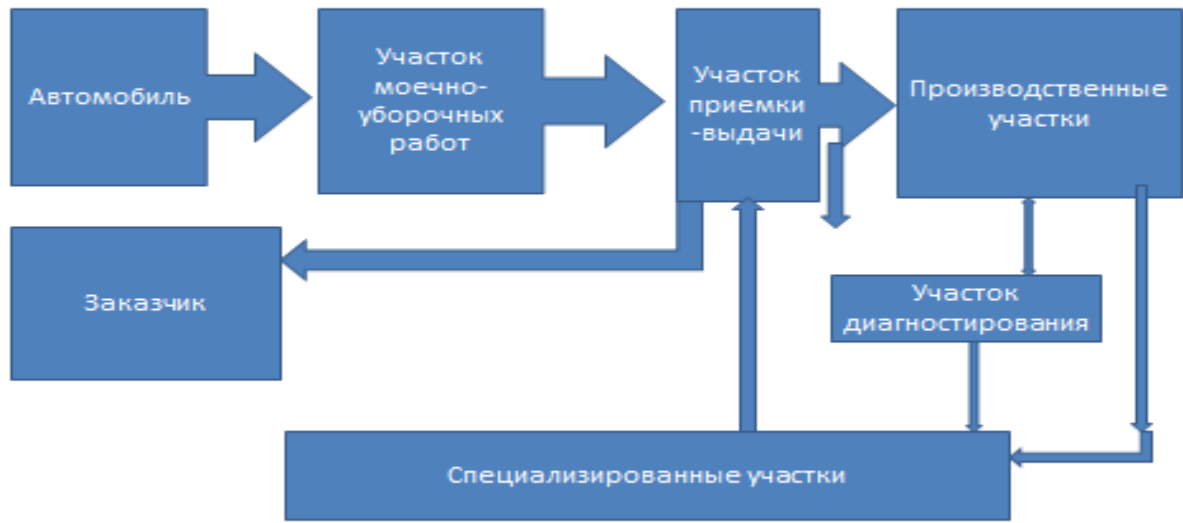 Автомобиль
Участок
моечно-
уборочных
работ
Участок
приемки
-выдачи
Производственные
участки
Заказчик
Участок
диагностирования
Специализированные участки